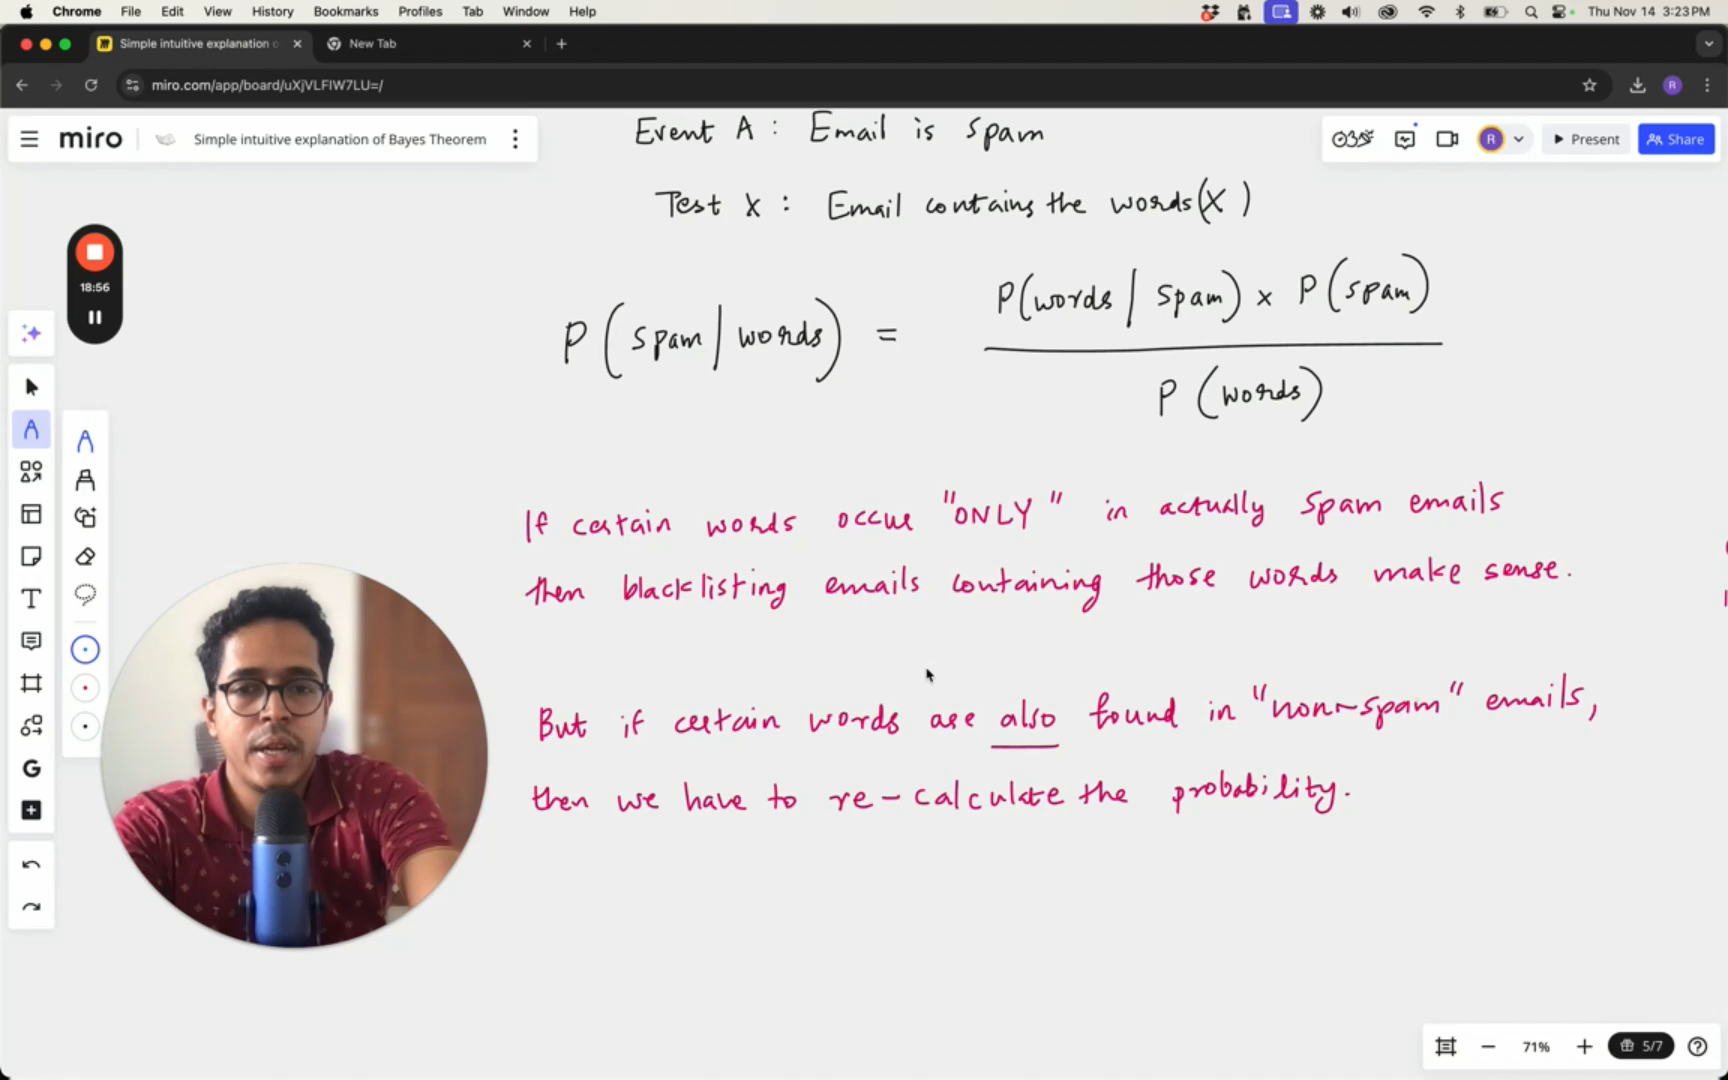 Chrome File Edit View History Bookmarks Profiles Tab Window Help Thu Nov 14 3:23 PM
Simple intuitive explanation o New Tab
miro.com/app/board/uXjVLFIW7LU=/ R
miro Simple intuitive explanation of Bayes Theorem R Present Share
Event A : Email is spam
Test X : Email contains the words (X)
18:56
P(words | spam) x P(spam)
P(spam | words) =
P(words)
If certain words occur "ONLY" in actually spam emails
then blacklisting emails containing those words make sense.
But if certain words are also found in "non-spam" emails,
then we have to re-calculate the probability.
71% 5/7